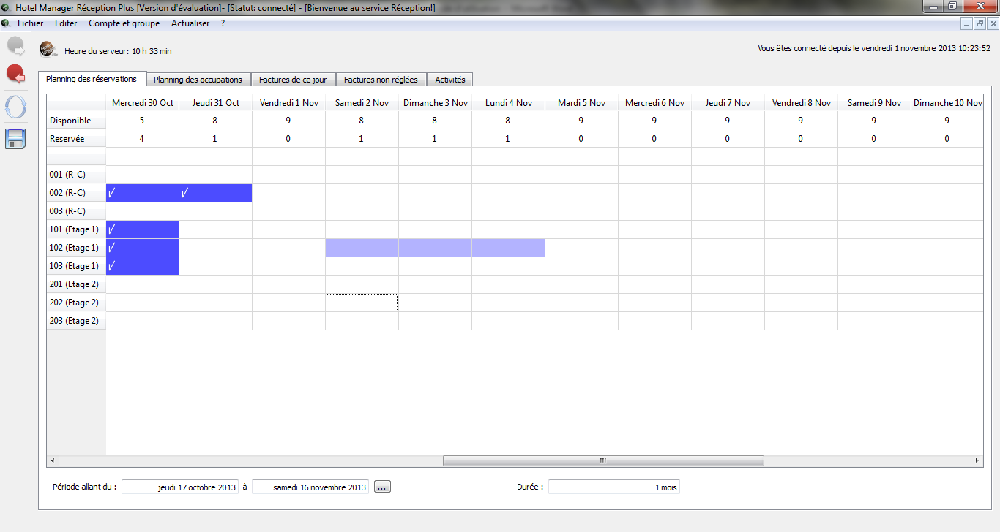 Hotel Manager Réception Plus [Version d'évaluation]- [Statut: connecté] - [Bienvenue au service Réception!]
Fichier Editer Compte et groupe Actualiser ?
Heure du serveur: 10 h 33 min
Vous êtes connecté depuis le vendredi 1 novembre 2013 10:23:52
Planning des réservations Planning des occupations Factures de ce jour Factures non réglées Activités
Mercredi 30 Oct Jeudi 31 Oct Vendredi 1 Nov Samedi 2 Nov Dimanche 3 Nov Lundi 4 Nov Mardi 5 Nov Mercredi 6 Nov Jeudi 7 Nov Vendredi 8 Nov Samedi 9 Nov Dimanche 10 Nov
Disponible 5 8 9 8 8 8 9 9 9 9 9 9
Reservée 4 1 0 1 1 1 0 0 0 0 0 0
001 (R-C)
002 (R-C) √ √
003 (R-C)
101 (Etage 1) √
102 (Etage 1) √
103 (Etage 1) √
201 (Etage 2)
202 (Etage 2)
203 (Etage 2)
Période allant du : jeudi 17 octobre 2013 à samedi 16 novembre 2013 ... Durée : 1 mois